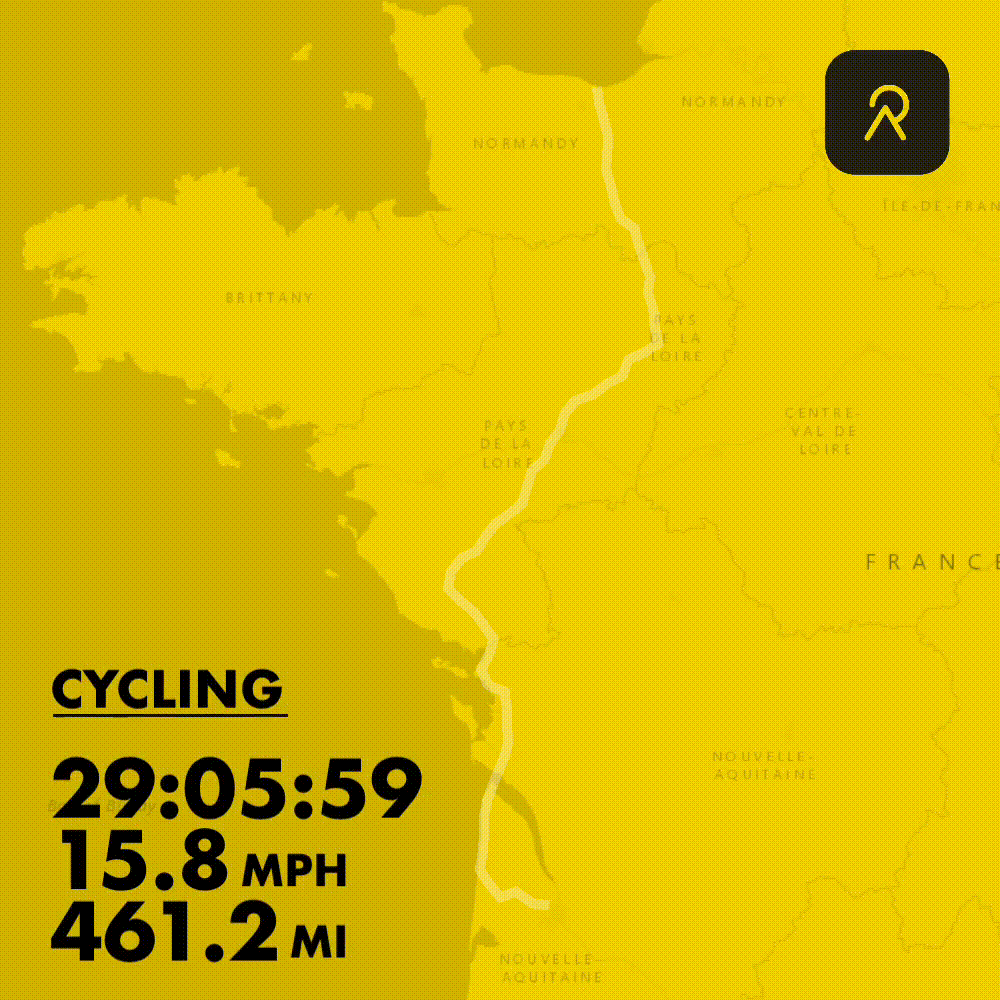 NORMANDY
NORMANDY
ÎLE-DE-FRAN
BRITTANY
PAYS
DE LA
LOIRE
PAYS
DE LA
LOIRE
CENTRE-
VAL DE
LOIRE
FRANCE
CYCLING
29:05:59
15.8 MPH
461.2 MI
NOUVELLE-
AQUITAINE
NOUVELLE-
AQUITAINE